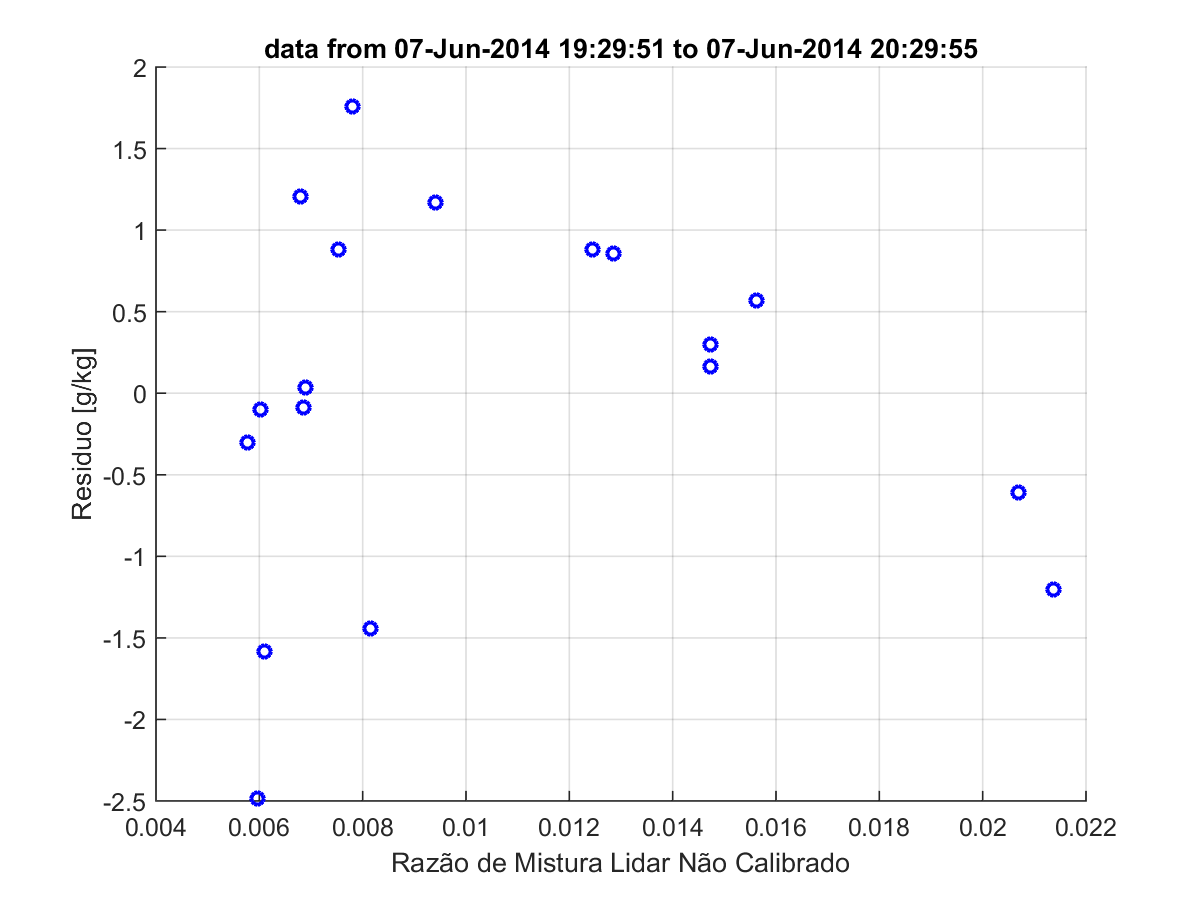 data from 07-Jun-2014 19:29:51 to 07-Jun-2014 20:29:55
2
1.5
1
0.5
0
-0.5
-1
-1.5
-2
-2.5
Residuo [g/kg]
0.004 0.006 0.008 0.01 0.012 0.014 0.016 0.018 0.02 0.022
Razão de Mistura Lidar Não Calibrado